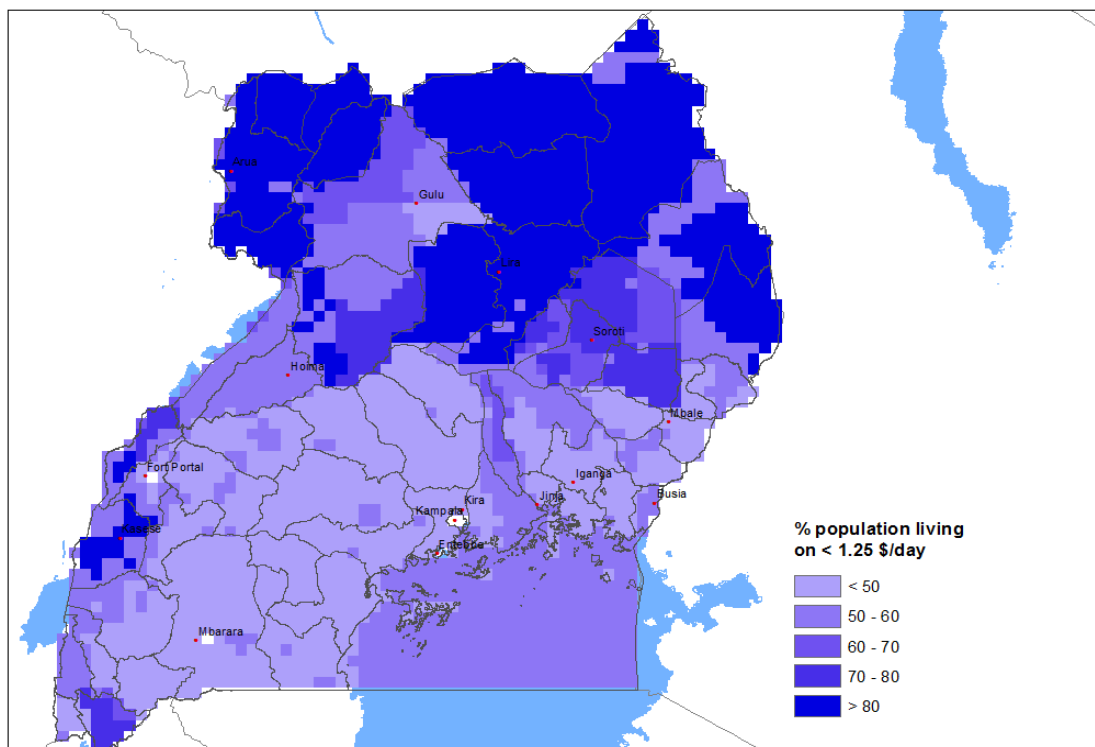 Arua
Gulu
Lira
Soroti
Hoima
Mbale
Fort Portal
Iganga
Kira
Jinja
Busia
Kampala
Kasese
Entebbe
Mbarara
% population living
on < 1.25 $/day
< 50
50 - 60
60 - 70
70 - 80
> 80